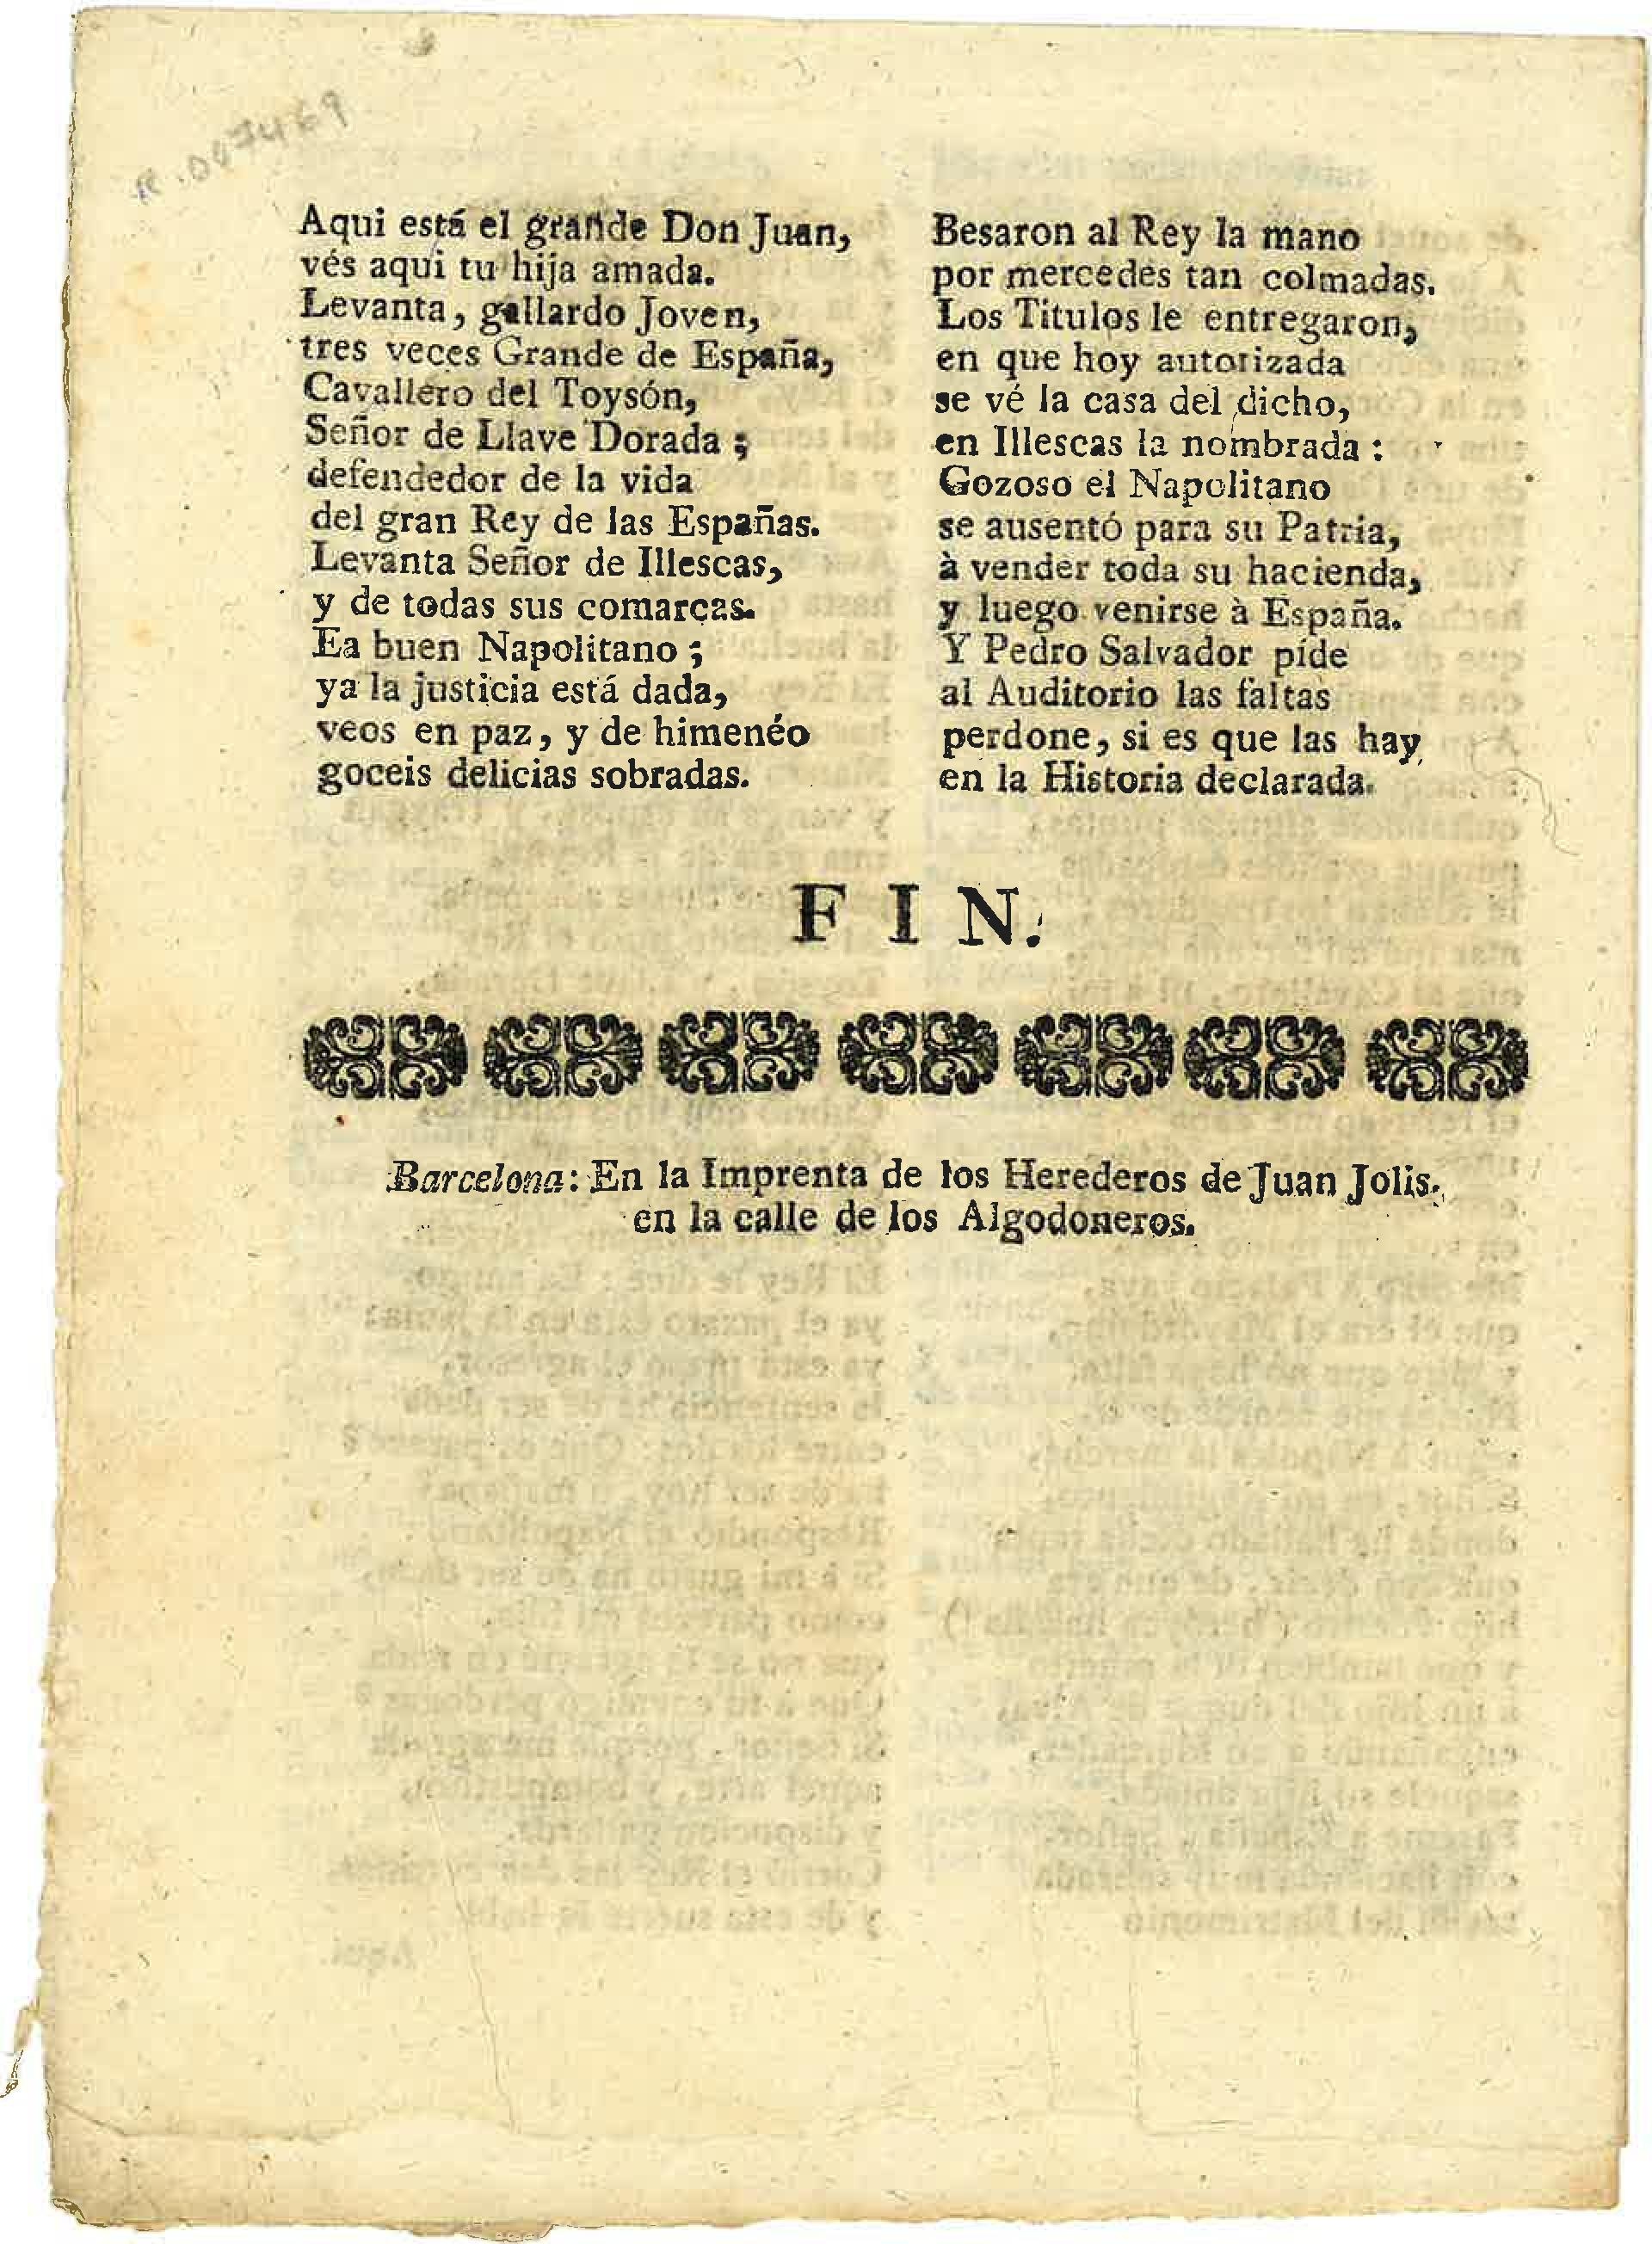 R.007469
Aqui está el grande Don Juan,
vés aqui tu hija amada.
Levanta, gallardo Joven,
tres veces Grande de España,
Cavallero del Toysón,
Señor de Llave Dorada ;
defendedor de la vida
del gran Rey de las Españas.
Levanta Señor de Illescas,
y de todas sus comarcas.
Ea buen Napolitano ;
ya la justicia está dada,
veos en paz, y de himenéo
goceis delicias sobradas.
Besaron al Rey la mano
por mercedes tan colmadas.
Los Titulos le entregaron,
en que hoy autorizada
se vé la casa del dicho,
en Illescas la nombrada :
Gozoso el Napolitano
se ausentó para su Patria,
à vender toda su hacienda,
y luego venirse à España.
Y Pedro Salvador pide
al Auditorio las faltas
perdone, si es que las hay
en la Historia declarada.
FIN.
Barcelona: En la Imprenta de los Herederos de Juan Jolis.
en la calle de los Algodoneros.